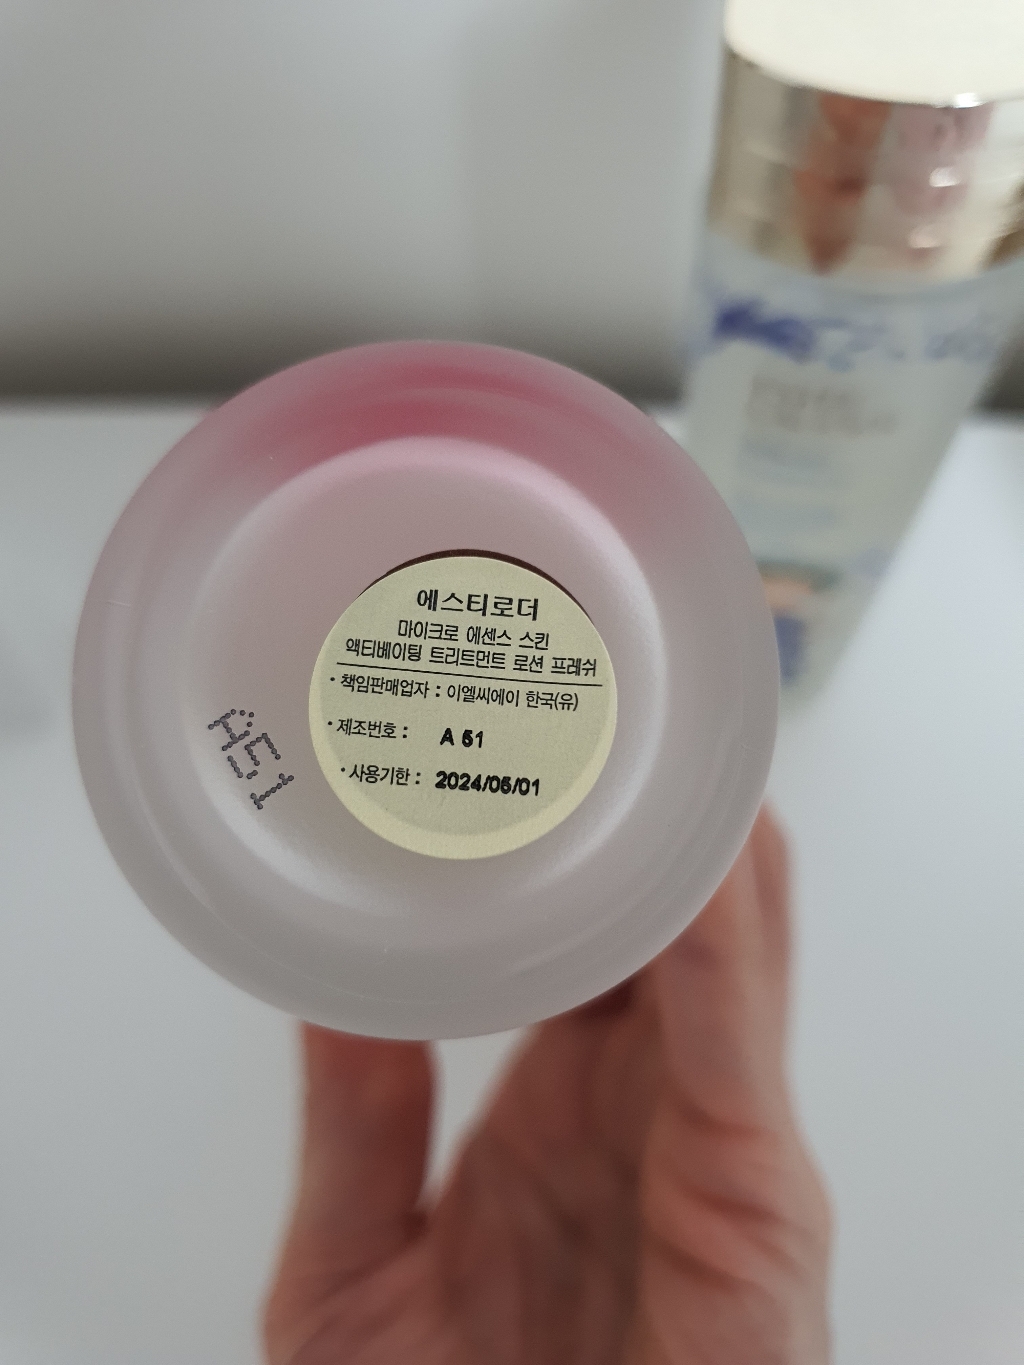 에스티로더
마이크로 에센스 스킨
액티베이팅 트리트먼트 로션 프레쉬
· 책임판매업자 : 이엘씨에이 한국(유)
· 제조번호 : A 51
· 사용기한 : 2024/05/01
A51